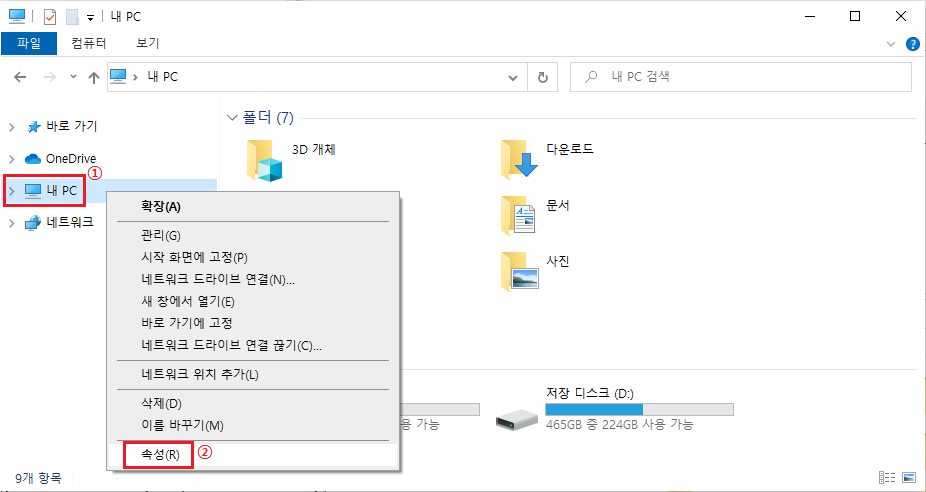 내 PC
파일 컴퓨터 보기
내 PC
내 PC 검색
바로 가기
OneDrive
①
내 PC
네트워크
폴더 (7)
3D 개체
다운로드
문서
사진
확장(A)
관리(G)
시작 화면에 고정(P)
네트워크 드라이브 연결(N)...
새 창에서 열기(E)
바로 가기에 고정
네트워크 드라이브 연결 끊기(C)...
네트워크 위치 추가(L)
삭제(D)
이름 바꾸기(M)
속성(R) ②
용 가능
저장 디스크 (D:)
465GB 중 224GB 사용 가능
9개 항목